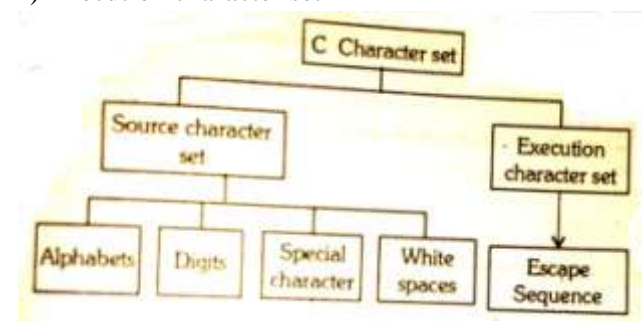 C Character set
Source character
set
Execution
character set
Alphabets
Digits
Special
character
White
spaces
Escape
Sequence